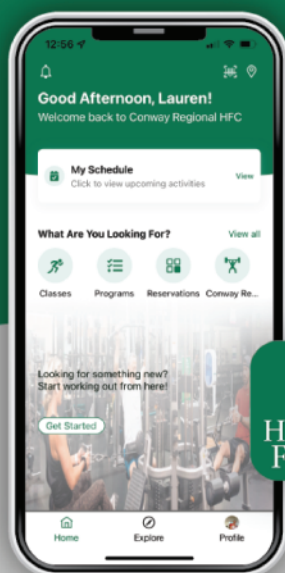 12:56
Good Afternoon, Lauren!
Welcome back to Conway Regional HFC
My Schedule
Click to view upcoming activities
View
What Are You Looking For?
View all
Classes
Programs
Reservations
Conway Re...
Looking for something new?
Start working out from here!
Get Started
H
F
Home
Explore
Profile